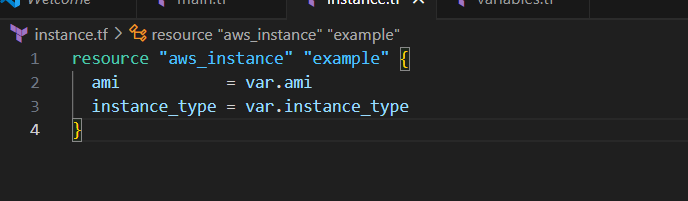 Welcome main.tf instance.tf variables.tf
instance.tf > resource "aws_instance" "example"
1 resource "aws_instance" "example" {
2 ami = var.ami
3 instance_type = var.instance_type
4 }